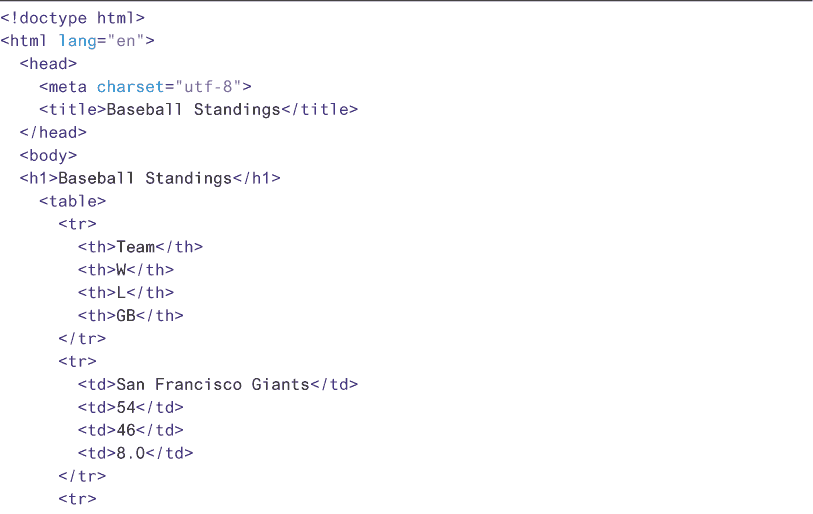 <!doctype html>
<html lang="en">
<head>
<meta charset="utf-8">
<title>Baseball Standings</title>
</head>
<body>
<h1>Baseball Standings</h1>
<table>
<tr>
<th>Team</th>
<th>W</th>
<th>L</th>
<th>GB</th>
</tr>
<tr>
<td>San Francisco Giants</td>
<td>54</td>
<td>46</td>
<td>8.0</td>
</tr>
<tr>